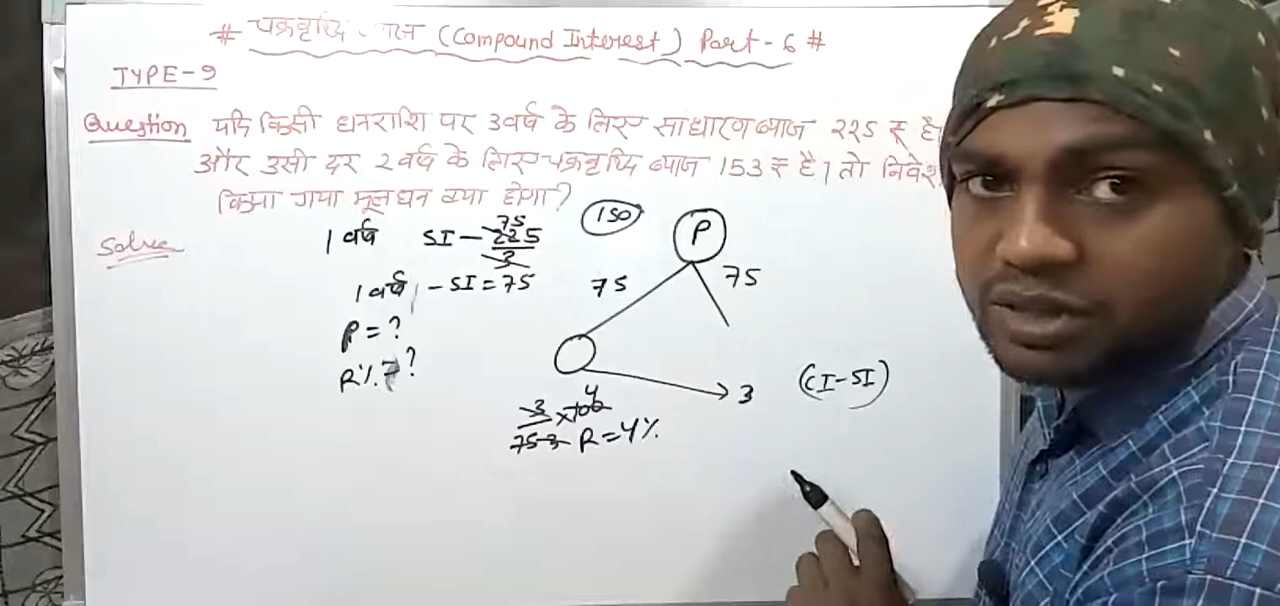 # चक्रवृद्धि (Compound Interest) Part-6 #
TYPE-9
Question यदि किसी धनराशि पर 3 वर्ष के लिए साधारण ब्याज 225 ₹ है
और उसी दर 2 वर्ष के लिए चक्रवृद्धि ब्याज 153 ₹ है। तो निवेश
किया गया मूलधन क्या होगा?
Solve
1 वर्ष SI - 225/3 75
1 वर्ष - SI = 75
P = ?
R% = ?
150
P
75 75
3 (CI-SI)
3/75 × 100 4
3 R = 4%